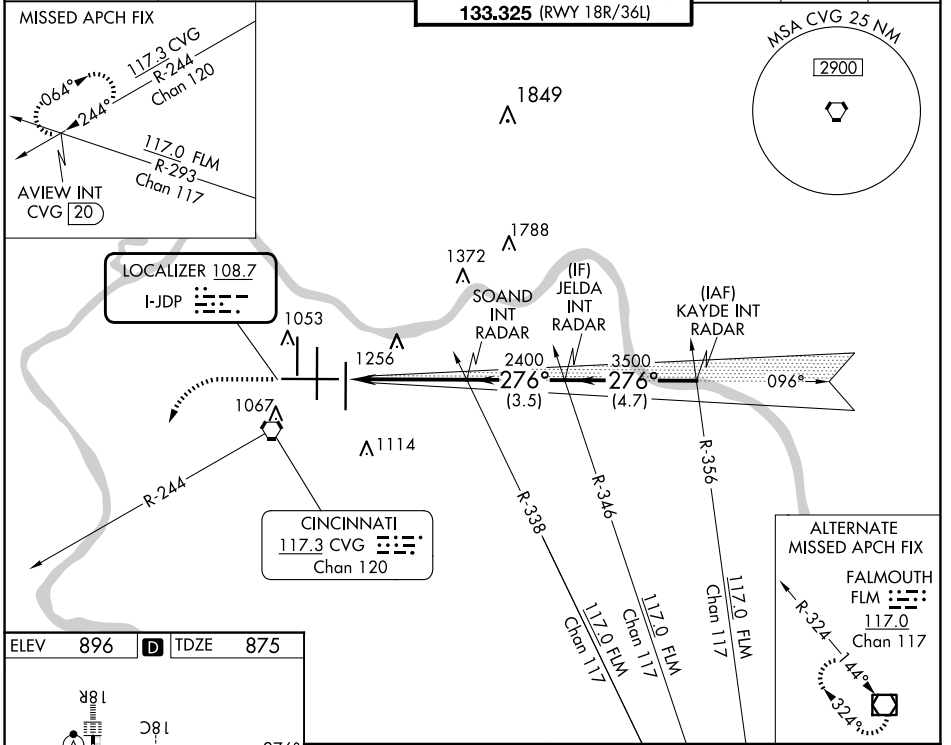 133.325 (RWY 18R/36L)
MISSED APCH FIX
117.3 CVG
R-244
Chan 120
064°
244°
117.0 FLM
R-293
Chan 117
AVIEW INT
CVG 20
MSA CVG 25 NM
2900
1849
1788
1372
LOCALIZER 108.7
I-JDP
1053
1256
SOAND
INT
RADAR
(IF)
JELDA
INT
RADAR
(IAF)
KAYDE INT
RADAR
2400
3500
276°
276°
096°
(3.5)
(4.7)
1067
1114
R-244
CINCINNATI
117.3 CVG
Chan 120
R-338
R-346
R-356
117.0 FLM
Chan 117
117.0 FLM
Chan 117
117.0 FLM
Chan 117
ALTERNATE
MISSED APCH FIX
FALMOUTH
FLM
117.0
Chan 117
R-324
144°
324°
ELEV 896 D TDZE 875
18R
18C
A